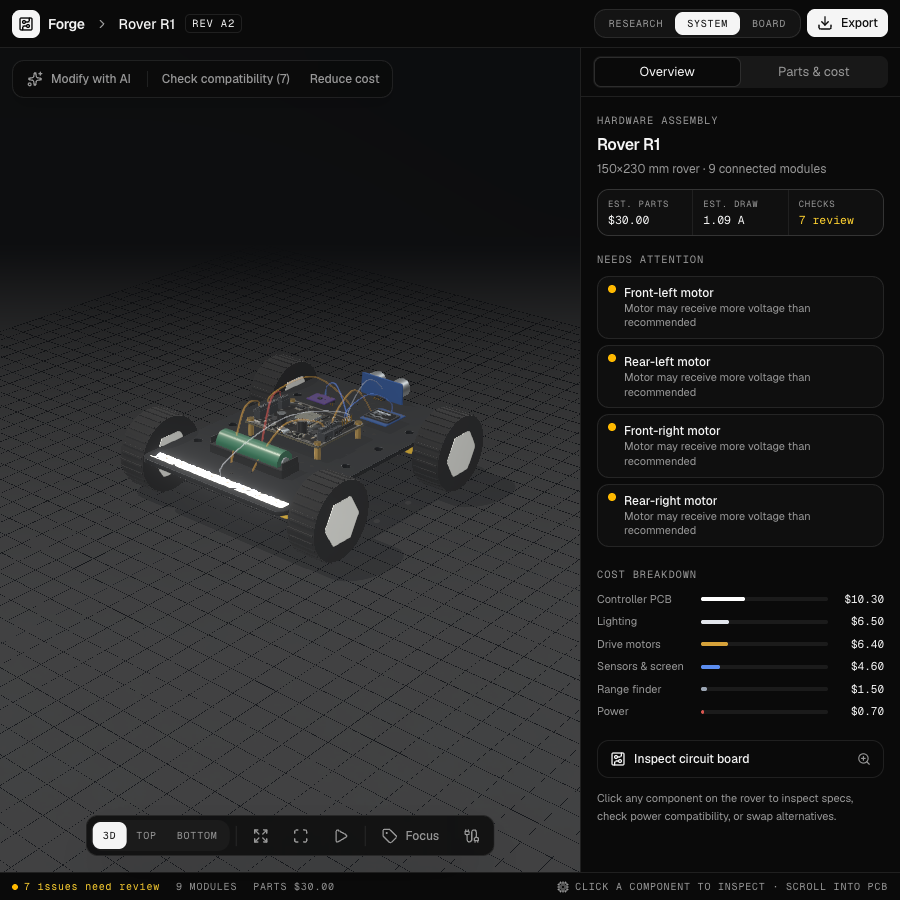 Forge
Rover R1
REV A2
RESEARCH
SYSTEM
BOARD
Export
Modify with AI
Check compatibility (7)
Reduce cost
Overview
Parts & cost
HARDWARE ASSEMBLY
Rover R1
150×230 mm rover · 9 connected modules
EST. PARTS
$30.00
EST. DRAW
1.09 A
CHECKS
7 review
NEEDS ATTENTION
Front-left motor
Motor may receive more voltage than
recommended
Rear-left motor
Motor may receive more voltage than
recommended
Front-right motor
Motor may receive more voltage than
recommended
Rear-right motor
Motor may receive more voltage than
recommended
COST BREAKDOWN
Controller PCB $10.30
Lighting $6.50
Drive motors $6.40
Sensors & screen $4.60
Range finder $1.50
Power $0.70
Inspect circuit board
Click any component on the rover to inspect specs,
check power compatibility, or swap alternatives.
3D
TOP
BOTTOM
Focus
7 issues need review
9 MODULES
PARTS $30.00
CLICK A COMPONENT TO INSPECT · SCROLL INTO PCB